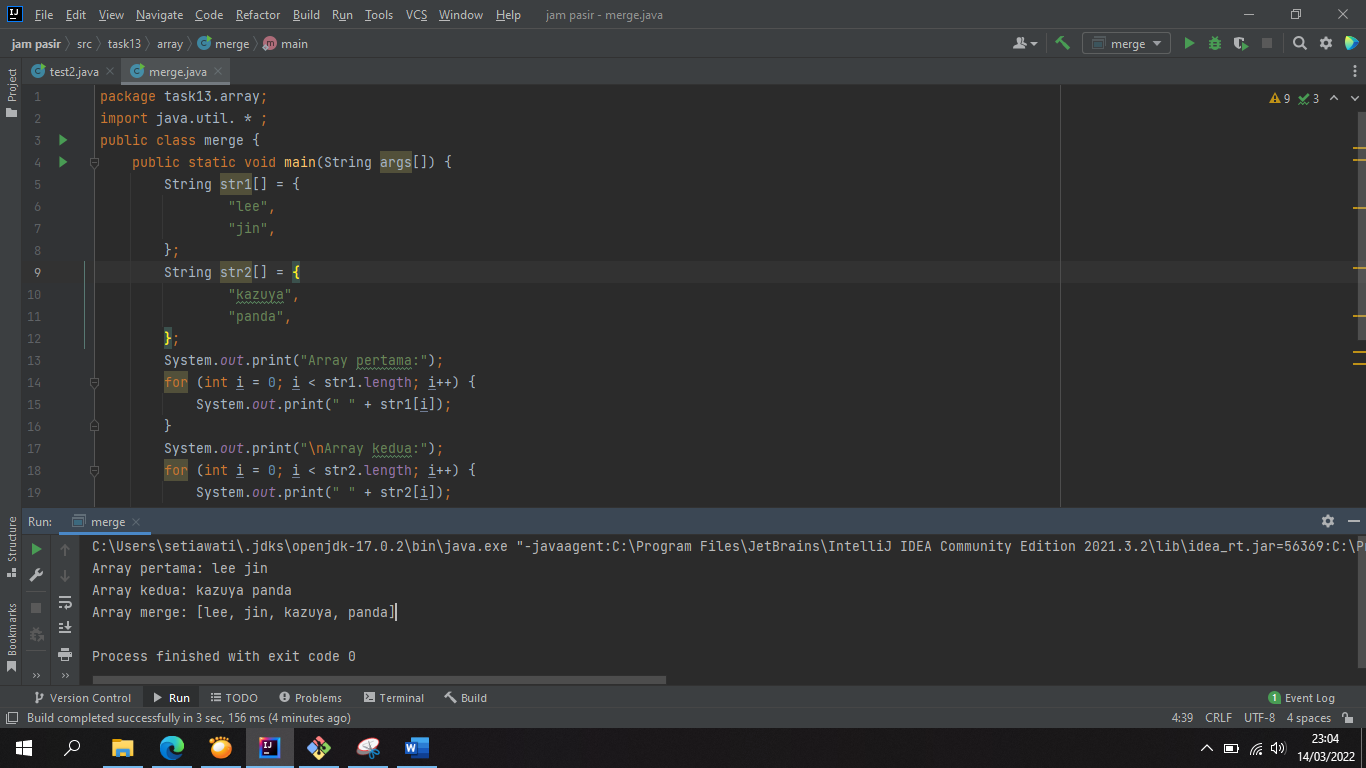 File Edit View Navigate Code Refactor Build Run Tools VCS Window Help jam pasir - merge.java
jam pasir src task13 array merge main
merge
test2.java merge.java
Project
9 3
1 package task13.array;
2 import java.util. * ;
3 public class merge {
4 public static void main(String args[]) {
5 String str1[] = {
6 "lee",
7 "jin",
8 };
9 String str2[] = {
10 "kazuya",
11 "panda",
12 };
13 System.out.print("Array pertama:");
14 for (int i = 0; i < str1.length; i++) {
15 System.out.print(" " + str1[i]);
16 }
17 System.out.print("\nArray kedua:");
18 for (int i = 0; i < str2.length; i++) {
19 System.out.print(" " + str2[i]);
Structure
Bookmarks
Run: merge
C:\Users\setiawati\.jdks\openjdk-17.0.2\bin\java.exe "-javaagent:C:\Program Files\JetBrains\IntelliJ IDEA Community Edition 2021.3.2\lib\idea_rt.jar=56369:C:\P
Array pertama: lee jin
Array kedua: kazuya panda
Array merge: [lee, jin, kazuya, panda]
Process finished with exit code 0
Version Control Run TODO Problems Terminal Build 1 Event Log
Build completed successfully in 3 sec, 156 ms (4 minutes ago) 4:39 CRLF UTF-8 4 spaces
23:04
14/03/2022